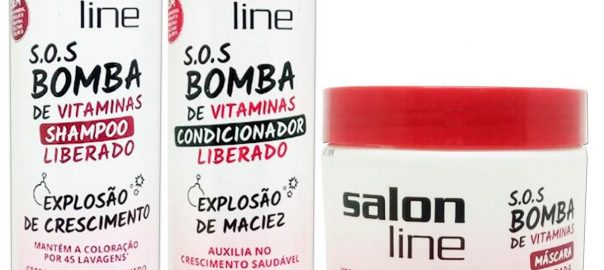 line
S.O.S
BOMBA
DE VITAMINAS
SHAMPOO
LIBERADO
EXPLOSÃO
DE CRESCIMENTO
MANTÉM A COLORAÇÃO
POR 45 LAVAGENS*
line
S.O.S
BOMBA
DE VITAMINAS
CONDICIONADOR
LIBERADO
EXPLOSÃO
DE MACIEZ
AUXILIA NO
CRESCIMENTO SAUDÁVEL
salon
line
S.O.S
BOMBA
DE VITAMINAS
MÁSCARA